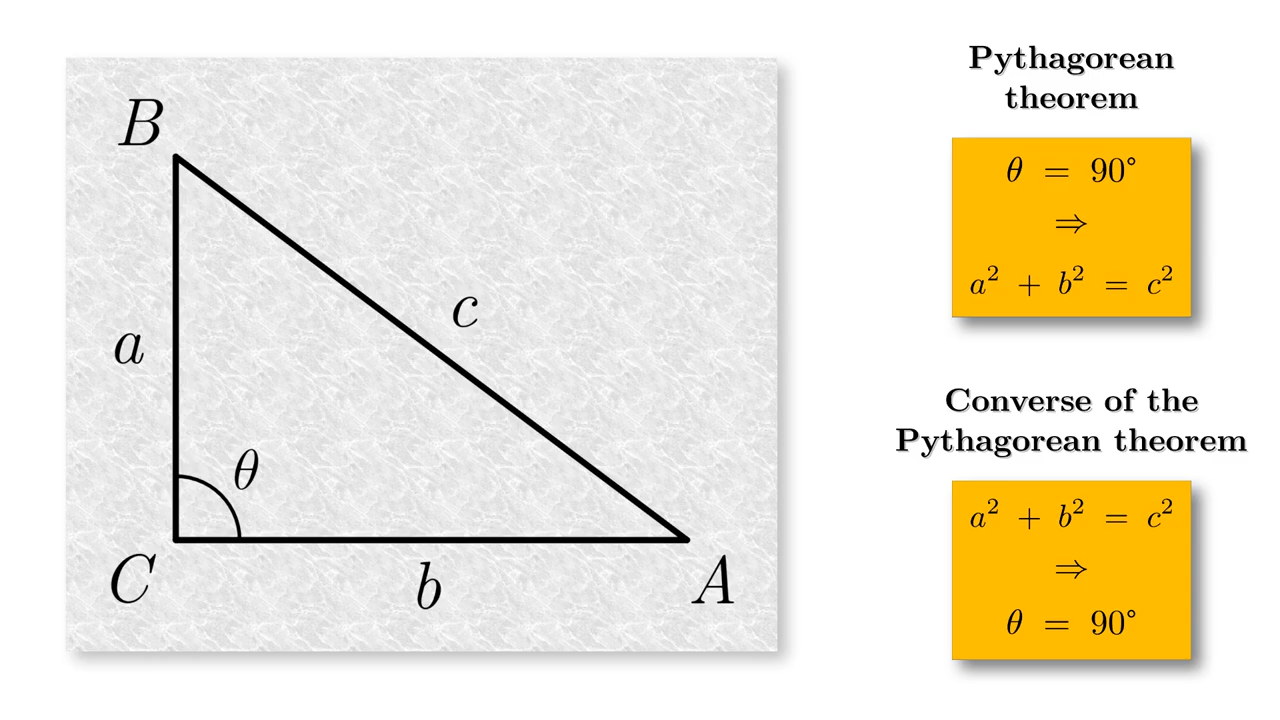 B
c
a
θ
C
b
A
Pythagorean
theorem
θ = 90°
⇒
a² + b² = c²
Converse of the
Pythagorean theorem
a² + b² = c²
⇒
θ = 90°